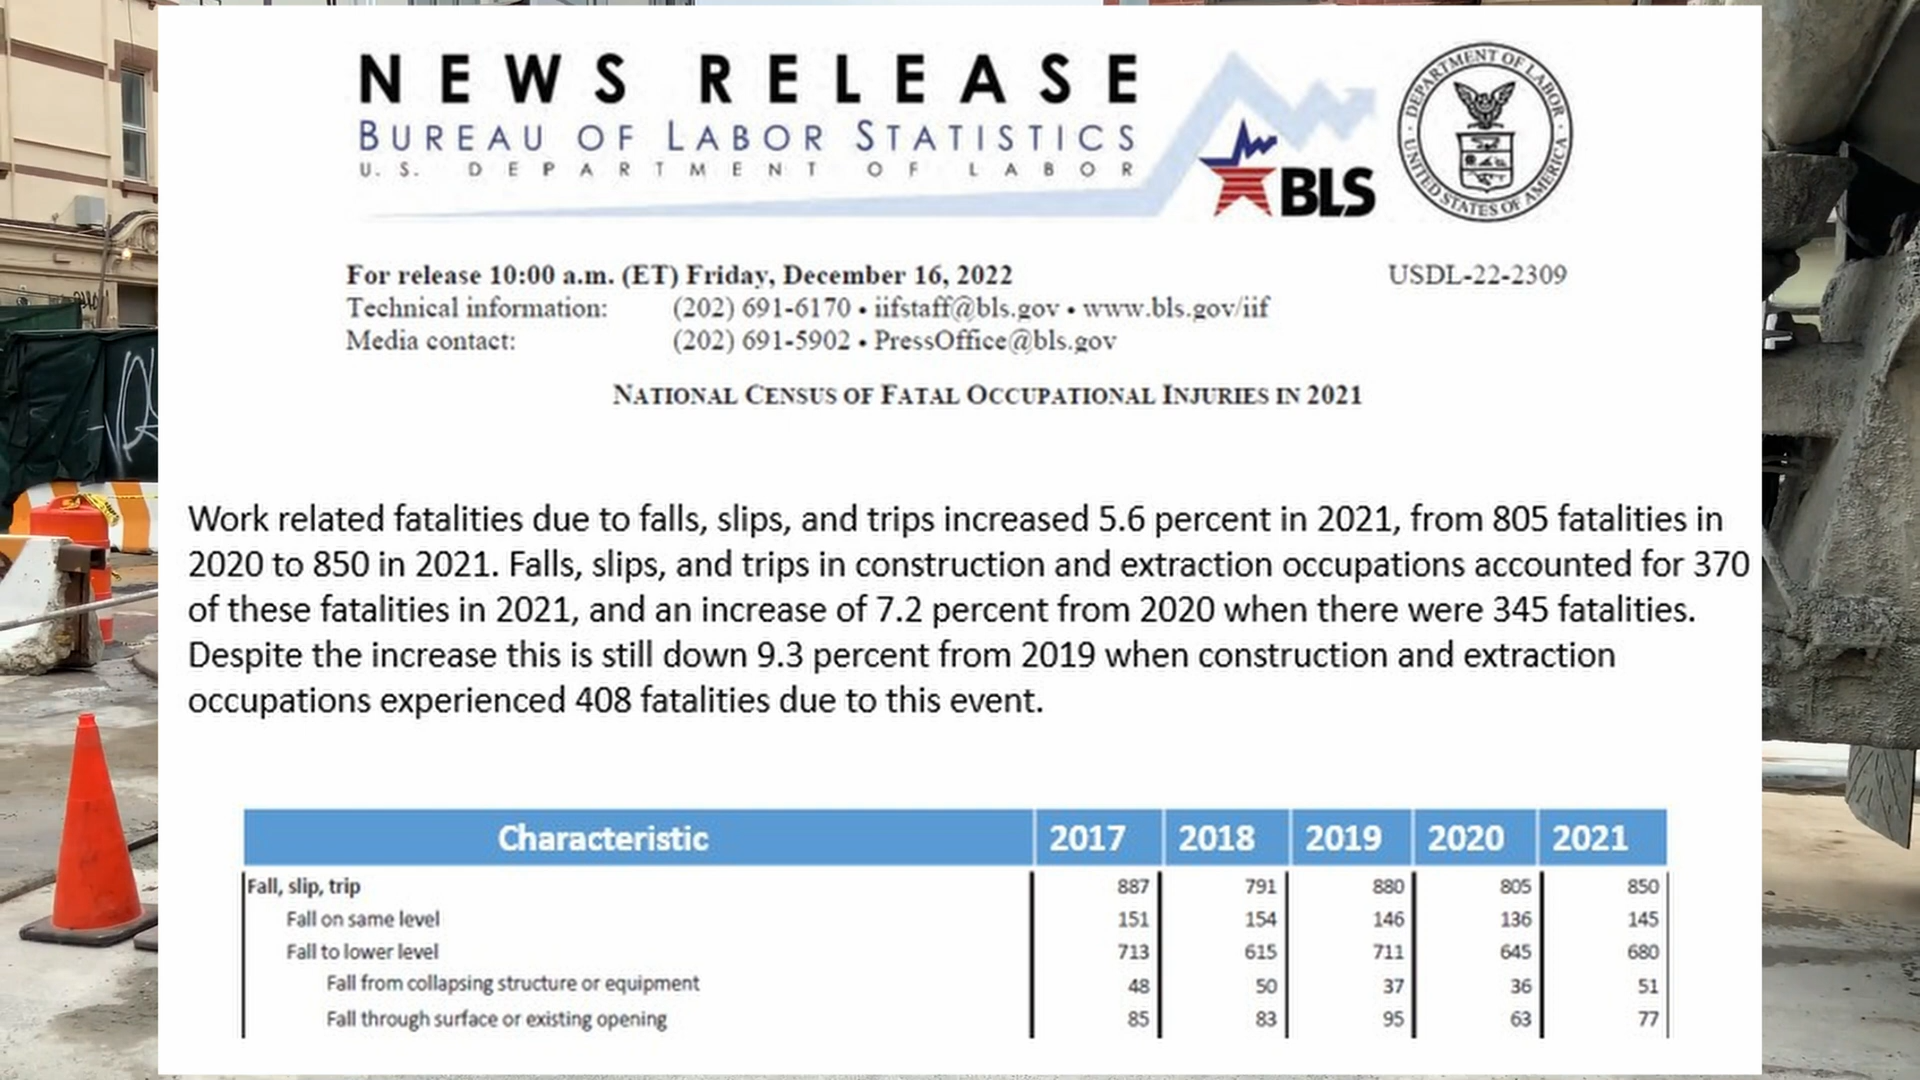 NEWS RELEASE
BUREAU OF LABOR STATISTICS
U.S. DEPARTMENT OF LABOR
BLS
DEPARTMENT OF LABOR
UNITED STATES OF AMERICA
For release 10:00 a.m. (ET) Friday, December 16, 2022 USDL-22-2309
Technical information: (202) 691-6170 • iifstaff@bls.gov • www.bls.gov/iif
Media contact: (202) 691-5902 • PressOffice@bls.gov
NATIONAL CENSUS OF FATAL OCCUPATIONAL INJURIES IN 2021
Work related fatalities due to falls, slips, and trips increased 5.6 percent in 2021, from 805 fatalities in
2020 to 850 in 2021. Falls, slips, and trips in construction and extraction occupations accounted for 370
of these fatalities in 2021, and an increase of 7.2 percent from 2020 when there were 345 fatalities.
Despite the increase this is still down 9.3 percent from 2019 when construction and extraction
occupations experienced 408 fatalities due to this event.
Characteristic 2017 2018 2019 2020 2021
Fall, slip, trip 887 791 880 805 850
Fall on same level 151 154 146 136 145
Fall to lower level 713 615 711 645 680
Fall from collapsing structure or equipment 48 50 37 36 51
Fall through surface or existing opening 85 83 95 63 77